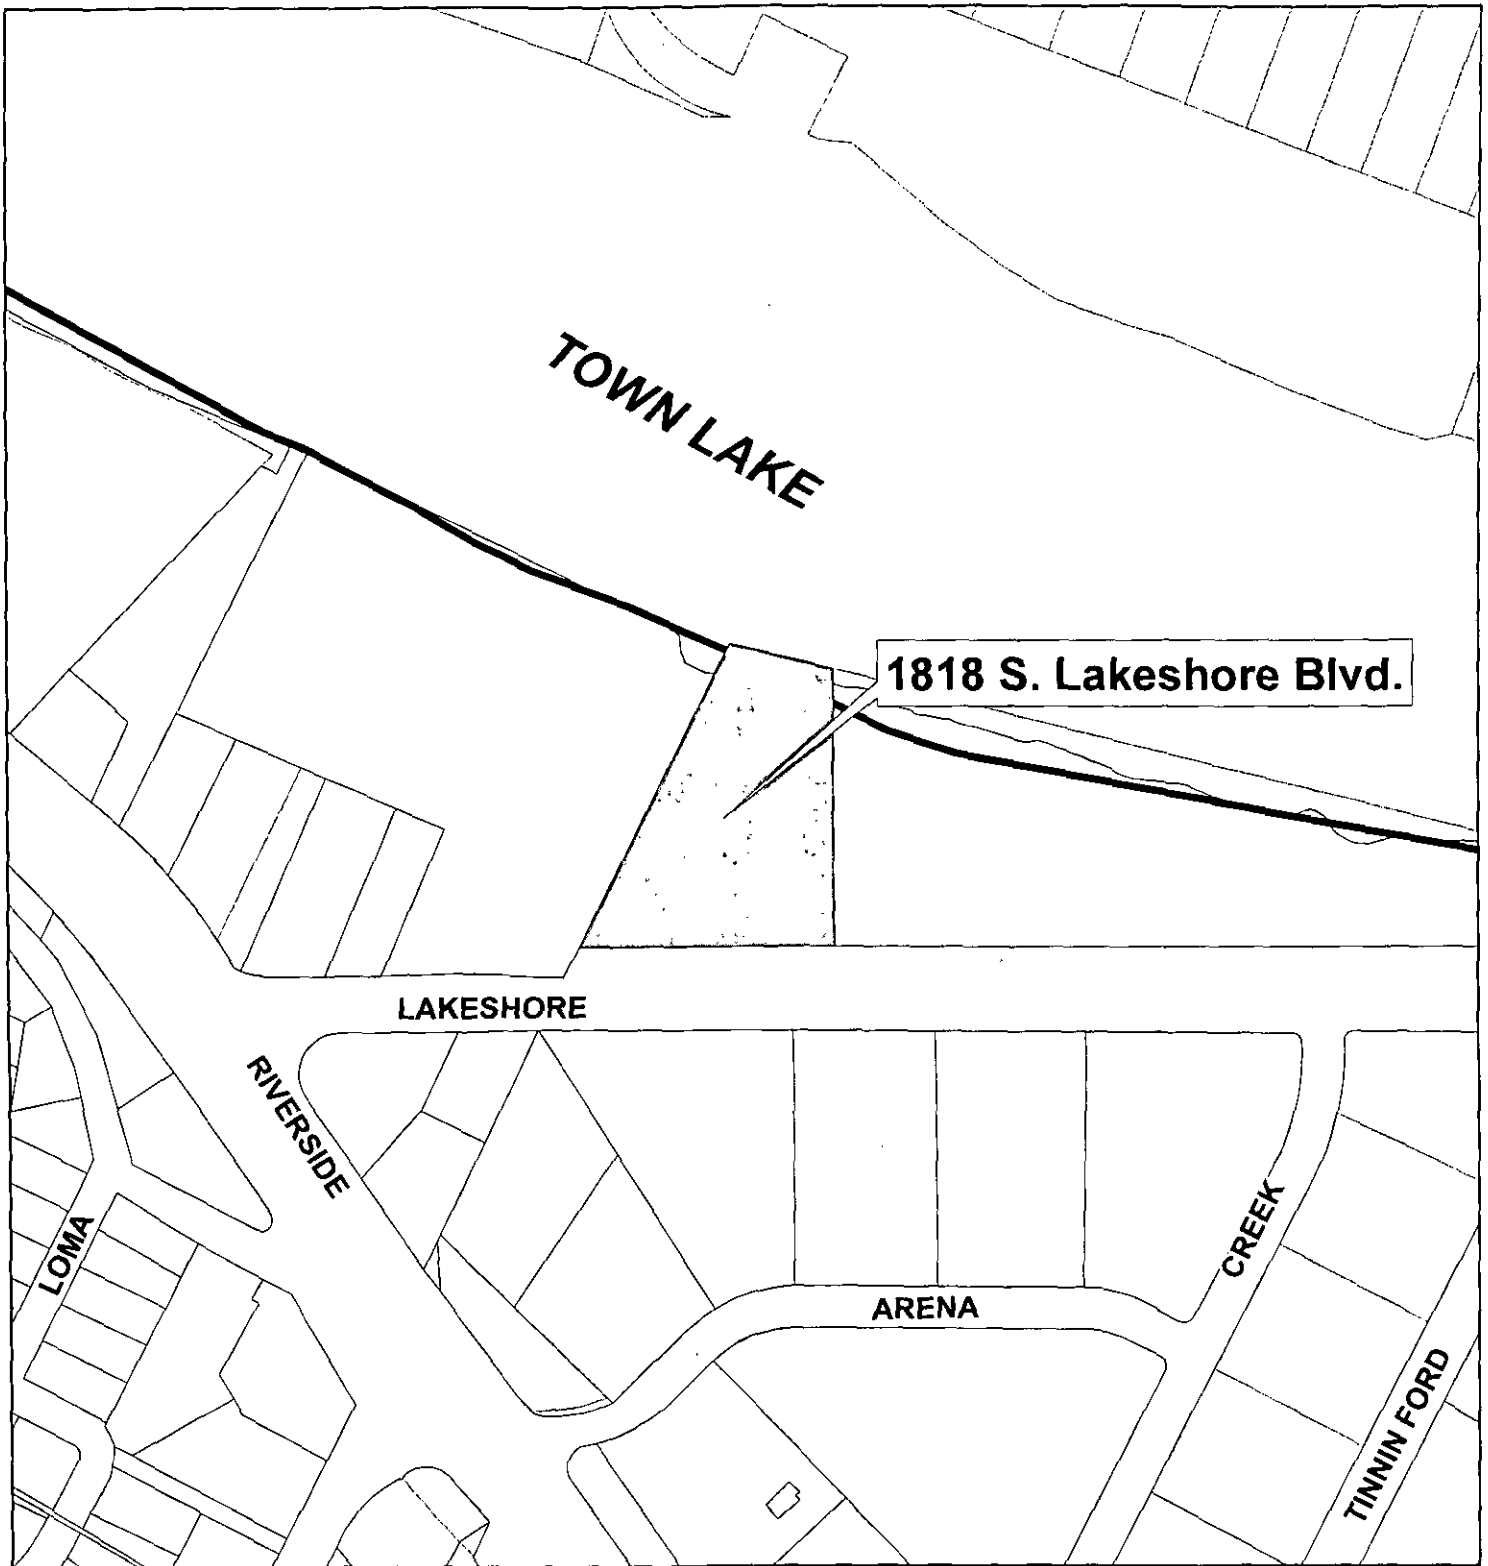 TOWN LAKE
1818 S. Lakeshore Blvd.
LAKESHORE
RIVERSIDE
LOMA
CREEK
ARENA
TINNIN FORD